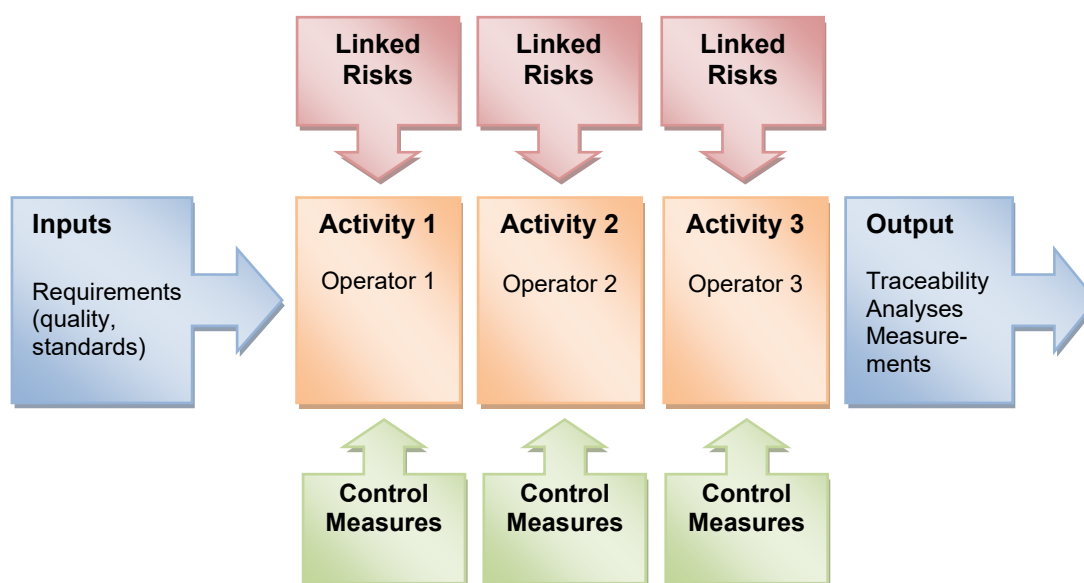 Linked
Risks
Linked
Risks
Linked
Risks
Inputs
Requirements
(quality,
standards)
Activity 1
Operator 1
Activity 2
Operator 2
Activity 3
Operator 3
Output
Traceability
Analyses
Measure-
ments
Control
Measures
Control
Measures
Control
Measures